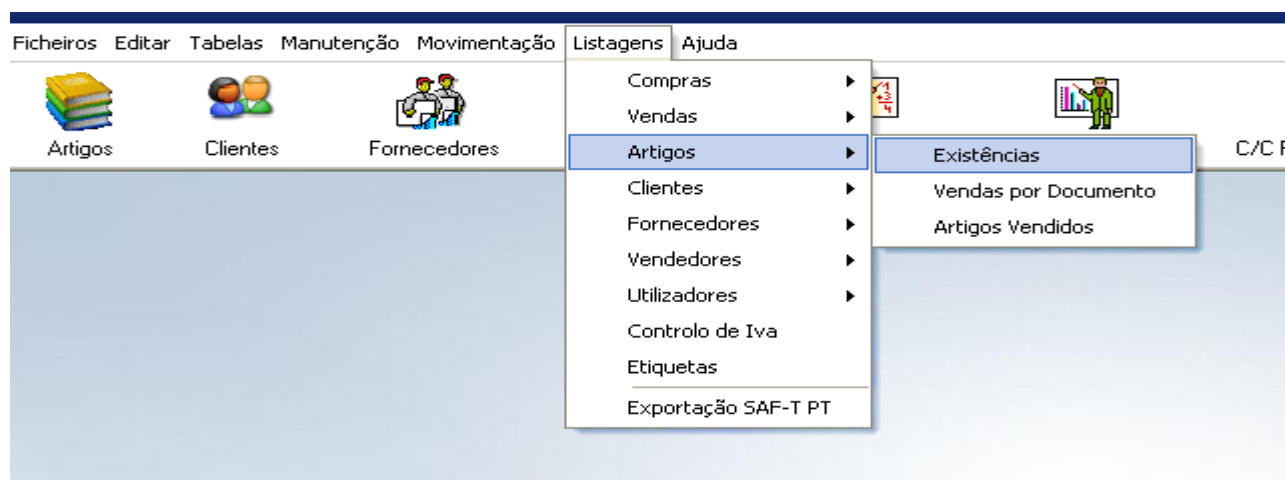 Ficheiros Editar Tabelas Manutenção Movimentação Listagens Ajuda
Artigos Clientes Fornecedores C/C F
Compras
Vendas
Artigos
Clientes
Fornecedores
Vendedores
Utilizadores
Controlo de Iva
Etiquetas
Exportação SAF-T PT
Existências
Vendas por Documento
Artigos Vendidos